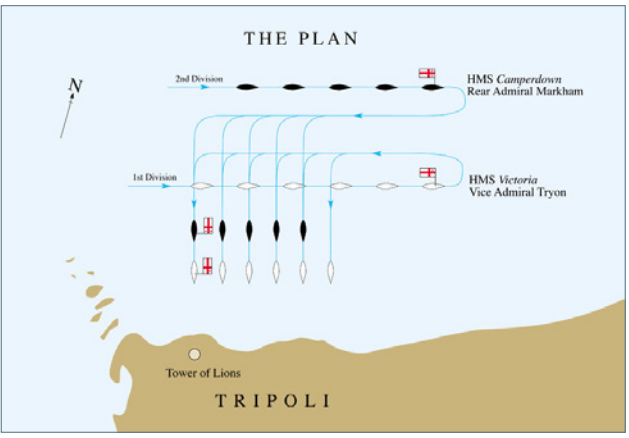 THE PLAN
N
2nd Division
HMS Camperdown
Rear Admiral Markham
1st Division
HMS Victoria
Vice Admiral Tryon
Tower of Lions
TRIPOLI